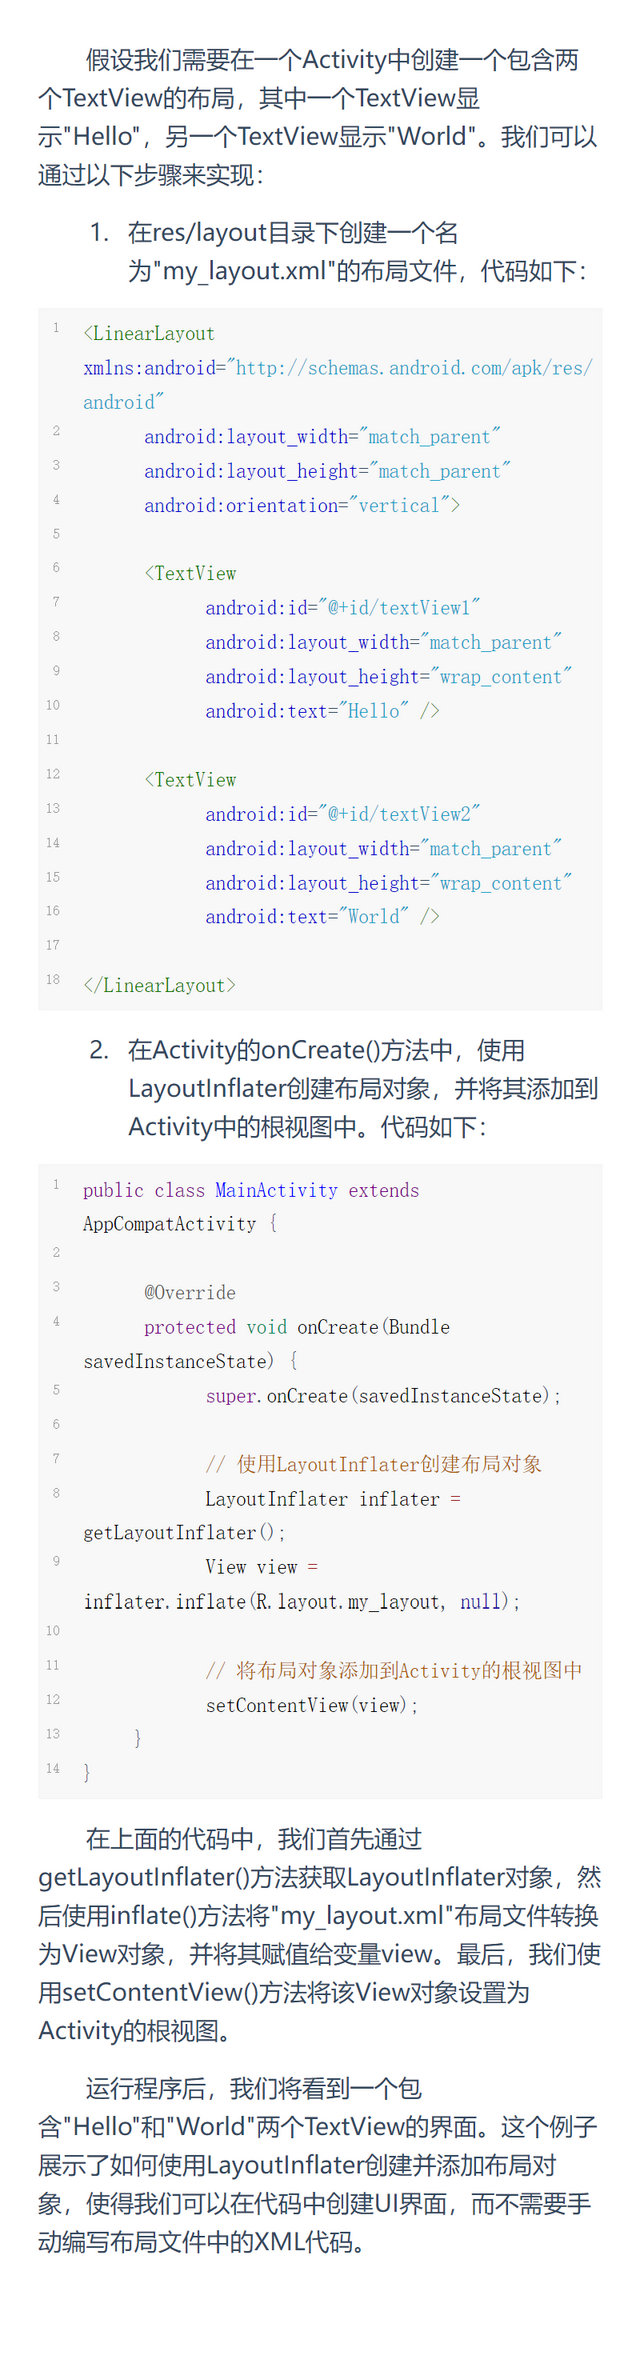 假设我们需要在一个Activity中创建一个包含两
个TextView的布局，其中一个TextView显
示"Hello"，另一个TextView显示"World"。我们可以
通过以下步骤来实现：
1. 在res/layout目录下创建一个名
为"my_layout.xml"的布局文件，代码如下：
1 <LinearLayout
xmlns:android="http://schemas.android.com/apk/res/
android"
2 android:layout_width="match_parent"
3 android:layout_height="match_parent"
4 android:orientation="vertical">
5
6 <TextView
7 android:id="@+id/textView1"
8 android:layout_width="match_parent"
9 android:layout_height="wrap_content"
10 android:text="Hello" />
11
12 <TextView
13 android:id="@+id/textView2"
14 android:layout_width="match_parent"
15 android:layout_height="wrap_content"
16 android:text="World" />
17
18 </LinearLayout>
2. 在Activity的onCreate()方法中，使用
LayoutInflater创建布局对象，并将其添加到
Activity中的根视图中。代码如下：
1 public class MainActivity extends
AppCompatActivity {
2
3 @Override
4 protected void onCreate(Bundle
savedInstanceState) {
5 super.onCreate(savedInstanceState);
6
7 // 使用LayoutInflater创建布局对象
8 LayoutInflater inflater =
getLayoutInflater();
9 View view =
inflater.inflate(R.layout.my_layout, null);
10
11 // 将布局对象添加到Activity的根视图中
12 setContentView(view);
13 }
14 }
在上面的代码中，我们首先通过
getLayoutInflater()方法获取LayoutInflater对象，然
后使用inflate()方法将"my_layout.xml"布局文件转换
为View对象，并将其赋值给变量view。最后，我们使
用setContentView()方法将该View对象设置为
Activity的根视图。
运行程序后，我们将看到一个包
含"Hello"和"World"两个TextView的界面。这个例子
展示了如何使用LayoutInflater创建并添加布局对
象，使得我们可以在代码中创建UI界面，而不需要手
动编写布局文件中的XML代码。